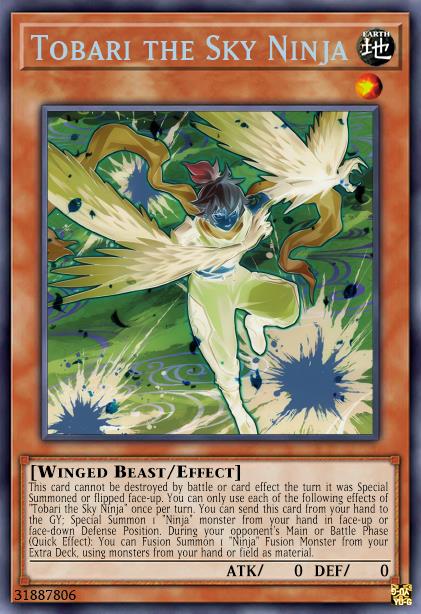 TOBARI THE SKY NINJA
EARTH
地
[WINGED BEAST/EFFECT]
This card cannot be destroyed by battle or card effect the turn it was Special
Summoned or flipped face-up. You can only use each of the following effects of
"Tobari the Sky Ninja" once per turn. You can send this card from your hand to
the GY; Special Summon 1 "Ninja" monster from your hand in face-up or
face-down Defense Position. During your opponent's Main or Battle Phase
(Quick Effect): You can Fusion Summon 1 "Ninja" Fusion Monster from your
Extra Deck, using monsters from your hand or field as material.
ATK/ 0 DEF/ 0
31887806